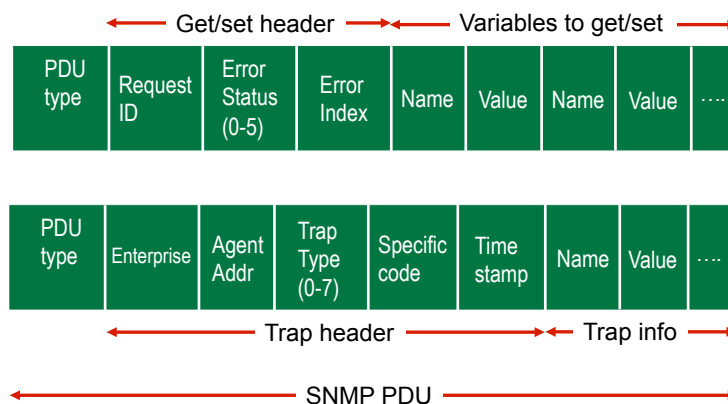 Get/set header
Variables to get/set
PDU
type
Request
ID
Error
Status
(0-5)
Error
Index
Name
Value
Name
Value
....
PDU
type
Enterprise
Agent
Addr
Trap
Type
(0-7)
Specific
code
Time
stamp
Name
Value
....
Trap header
Trap info
SNMP PDU